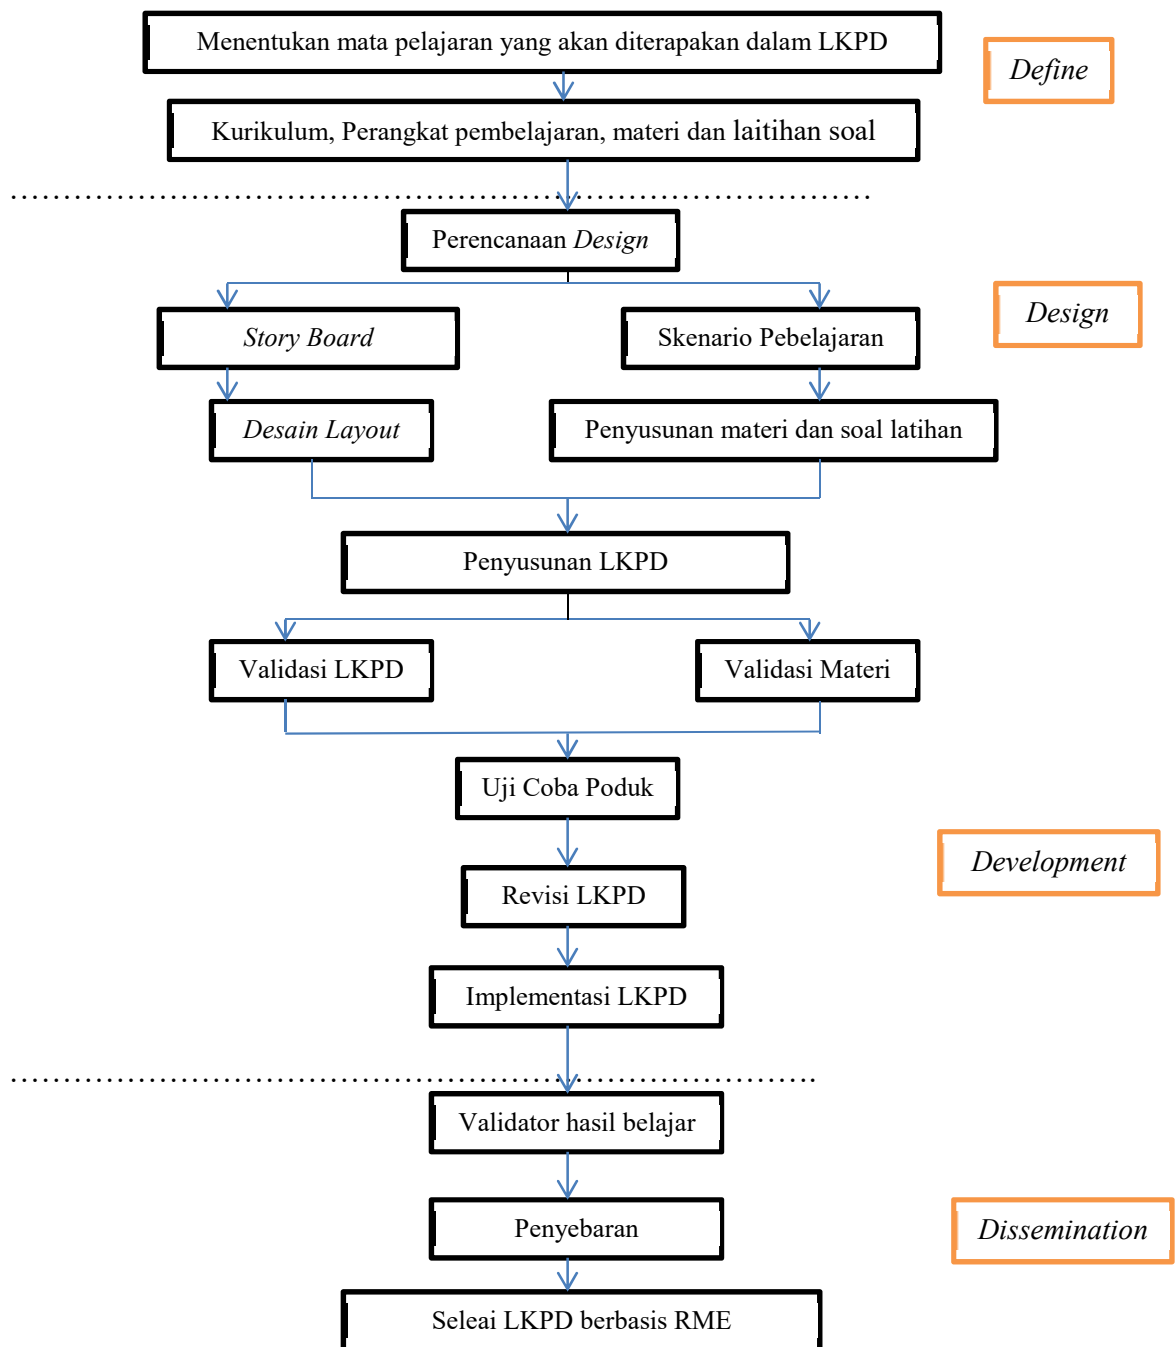 Menentukan mata pelajaran yang akan diterapakan dalam LKPD
Define
Kurikulum, Perangkat pembelajaran, materi dan laitihan soal
Perencanaan Design
Design
Story Board
Skenario Pebelajaran
Desain Layout
Penyusunan materi dan soal latihan
Penyusunan LKPD
Validasi LKPD
Validasi Materi
Uji Coba Poduk
Development
Revisi LKPD
Implementasi LKPD
Validator hasil belajar
Penyebaran
Dissemination
Seleai LKPD berbasis RME